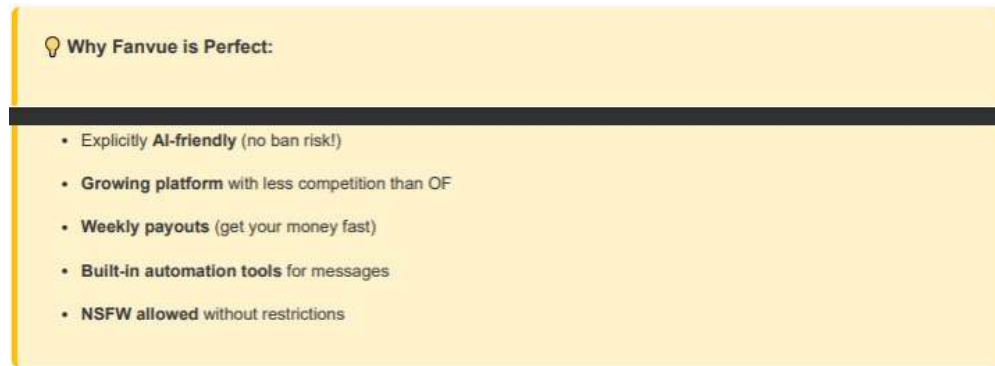 Why Fanvue is Perfect:
Explicitly AI-friendly (no ban risk!)
Growing platform with less competition than OF
Weekly payouts (get your money fast)
Built-in automation tools for messages
NSFW allowed without restrictions